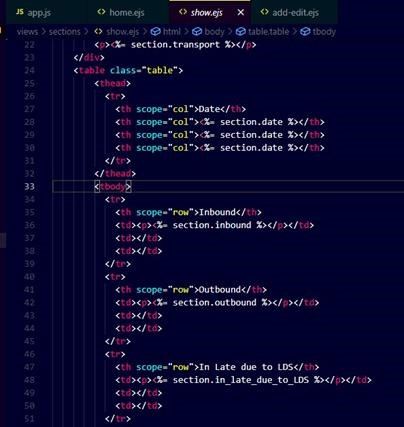 JS app.js
home.ejs
show.ejs
add-edit.ejs
views > sections > show.ejs > html > body > table.table > tbody
22 <p><%= section.transport %></p>
23 </div>
24 <table class="table">
25 <thead>
26 <tr>
27 <th scope="col">Date</th>
28 <th scope="col"><%= section.date %></th>
29 <th scope="col"><%= section.date %></th>
30 <th scope="col"><%= section.date %></th>
31 </tr>
32 </thead>
33 <tbody>
34 <tr>
35 <th scope="row">Inbound</th>
36 <td><p><%= section.inbound %></p></td>
37 <td></td>
38 <td></td>
39 </tr>
40 <tr>
41 <th scope="row">Outbound</th>
42 <td><p><%= section.outbound %></p></td>
43 <td></td>
44 <td></td>
45 </tr>
46 <tr>
47 <th scope="row">In Late due to LDS</th>
48 <td><p><%= section.in_late_due_to_LDS %></p></td>
49 <td></td>
50 <td></td>
51 </tr>